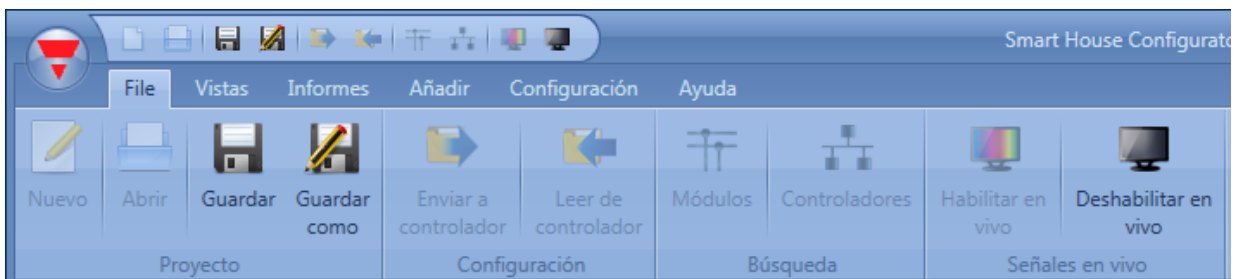 Smart House Configurato
File Vistas Informes Añadir Configuración Ayuda
Nuevo Abrir Guardar Guardar como Enviar a controlador Leer de controlador Módulos Controladores Habilitar en vivo Deshabilitar en vivo
Proyecto Configuración Búsqueda Señales en vivo